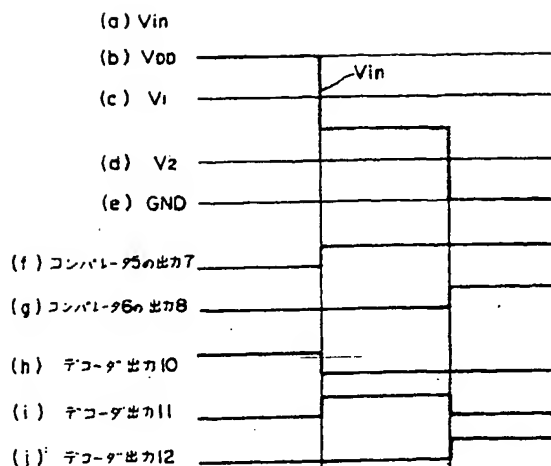 (a) Vin
(b) VDD
Vin
(c) V1
(d) V2
(e) GND
(f) コンパレータ5の出力7
(g) コンパレータ6の出力8
(h) デコーダ出力10
(i) デコーダ出力11
(j) デコーダ出力12